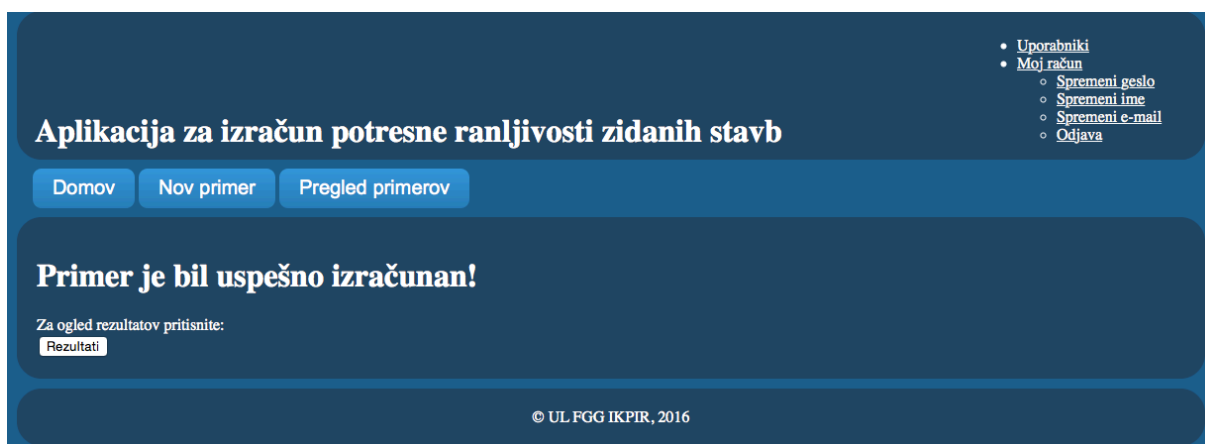 Uporabniki
Moj račun
Spremeni geslo
Spremeni ime
Spremeni e-mail
Odjava
Aplikacija za izračun potresne ranljivosti zidanih stavb
Domov
Nov primer
Pregled primerov
Primer je bil uspešno izračunan!
Za ogled rezultatov pritisnite:
Rezultati
© UL FGG IKPIR, 2016